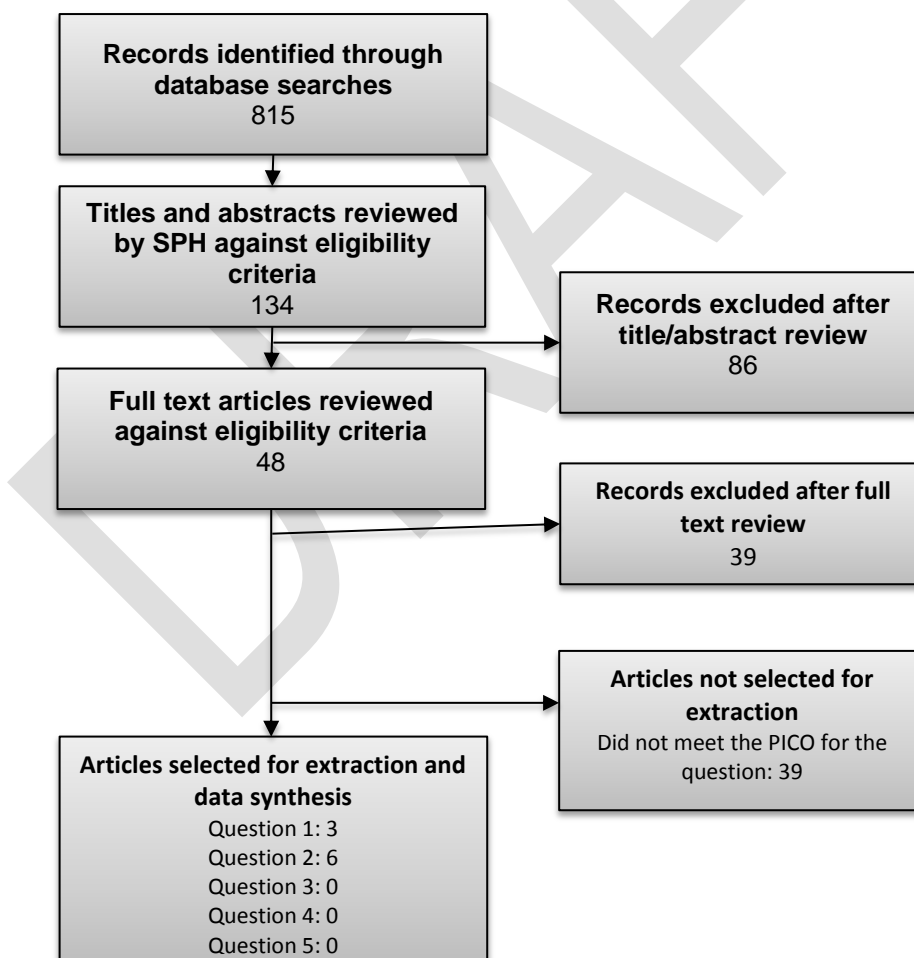 Records identified through
database searches
815
Titles and abstracts reviewed
by SPH against eligibility
criteria
134
Records excluded after
title/abstract review
86
Full text articles reviewed
against eligibility criteria
48
Records excluded after full
text review
39
Articles not selected for
extraction
Did not meet the PICO for the
question: 39
Articles selected for extraction and
data synthesis
Question 1: 3
Question 2: 6
Question 3: 0
Question 4: 0
Question 5: 0